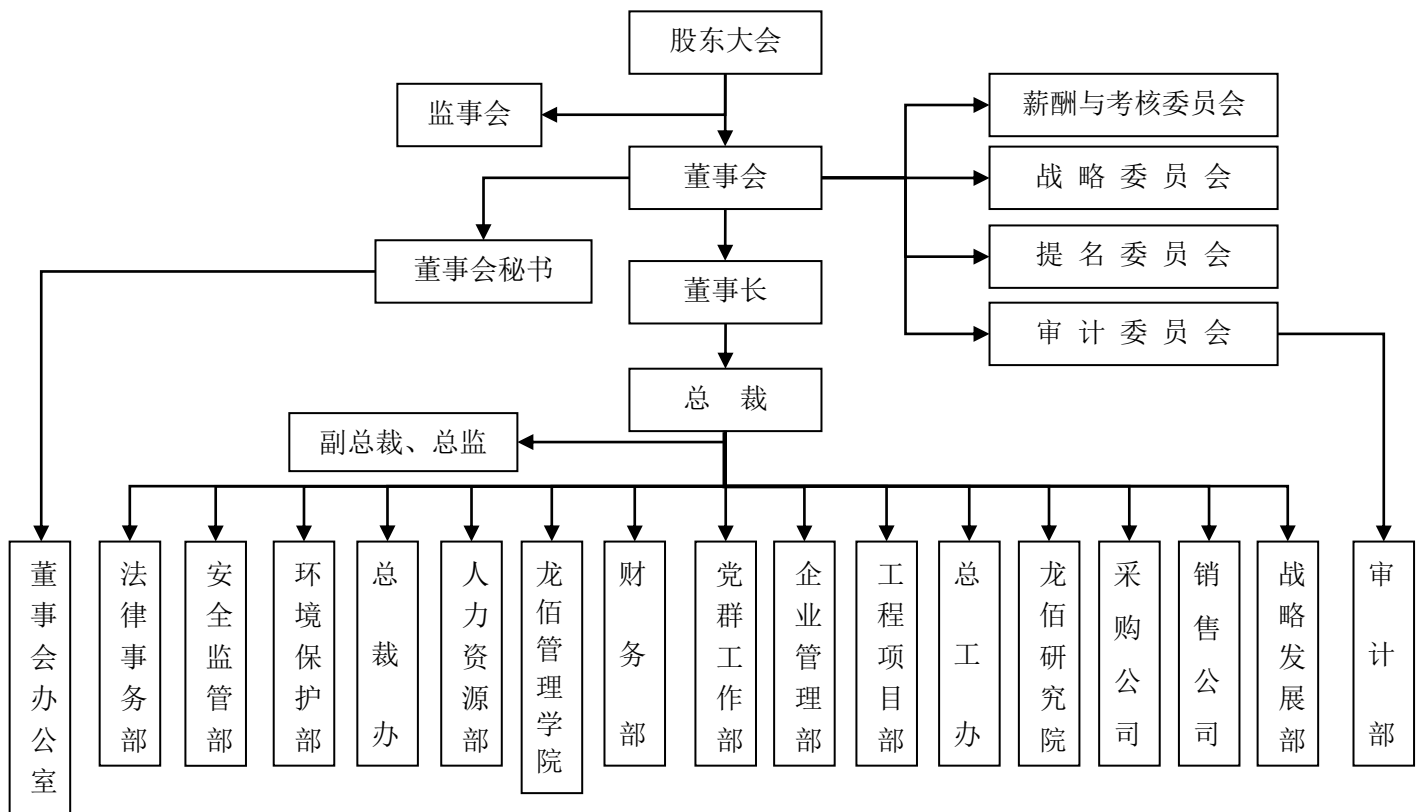 股东大会
监事会
薪酬与考核委员会
董事会
战略委员会
董事会秘书
董事长
提名委员会
审计委员会
总裁
副总裁、总监
董事会办公室
法律事务部
安全监管部
环境保护部
总裁办
人力资源部
龙佰管理学院
财务部
党群工作部
企业管理部
工程项目部
总工办
龙佰研究院
采购公司
销售公司
战略发展部
审计部